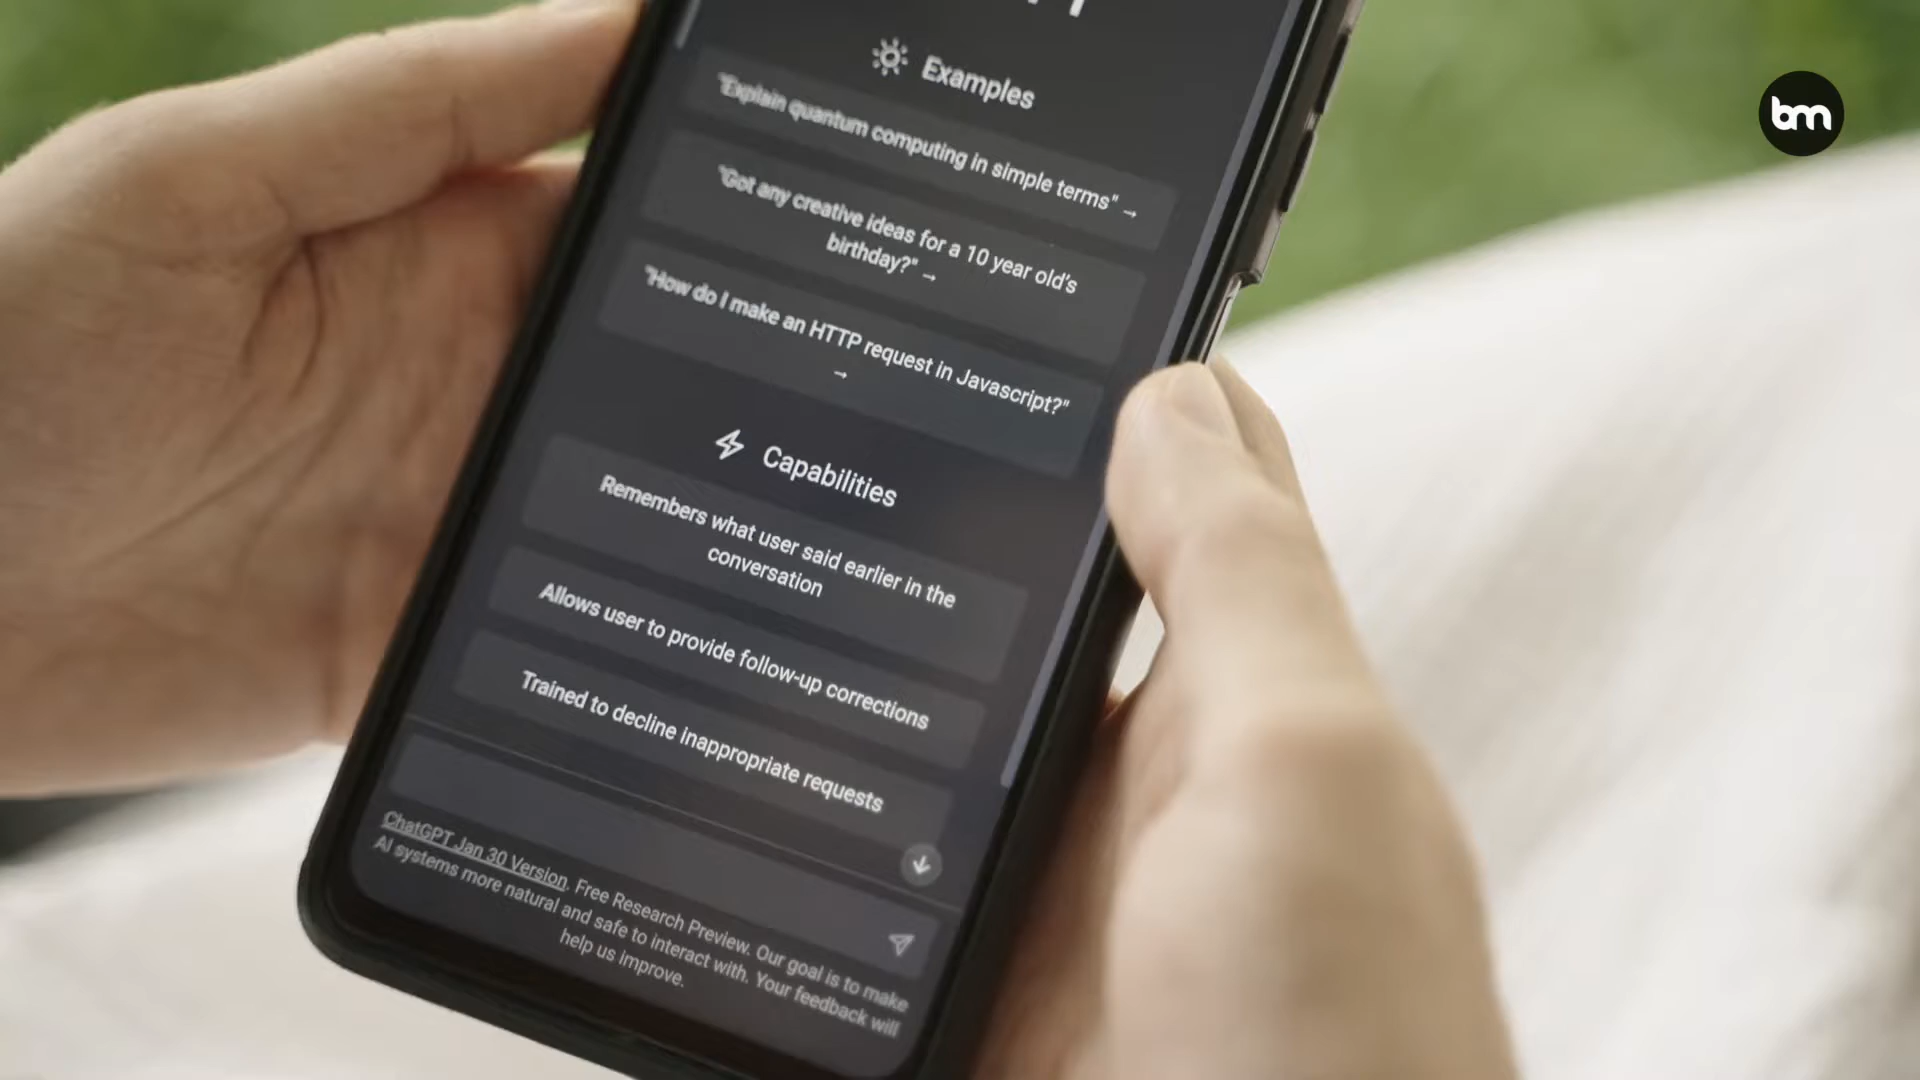 Examples
"Explain quantum computing in simple terms" →
"Got any creative ideas for a 10 year old's
birthday?" →
"How do I make an HTTP request in Javascript?"
→
Capabilities
Remembers what user said earlier in the
conversation
Allows user to provide follow-up corrections
Trained to decline inappropriate requests
ChatGPT Jan 30 Version. Free Research Preview. Our goal is to make
AI systems more natural and safe to interact with. Your feedback will
help us improve.
bm